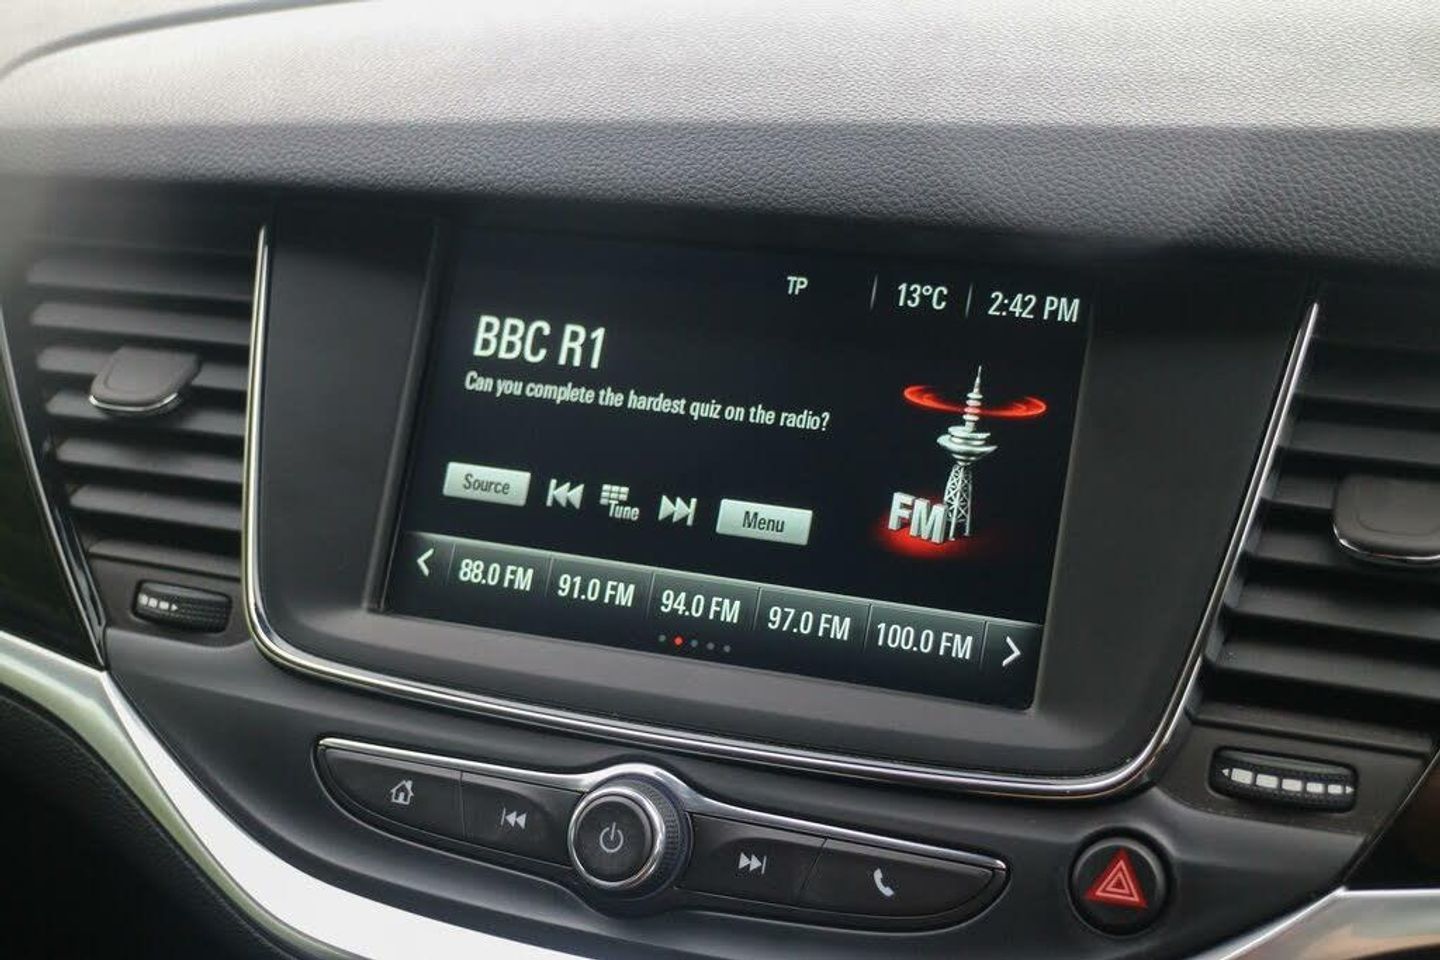 TP 13°C 2:42 PM
BBC R1
Can you complete the hardest quiz on the radio?
Source Tune Menu
FM
88.0 FM 91.0 FM 94.0 FM 97.0 FM 100.0 FM